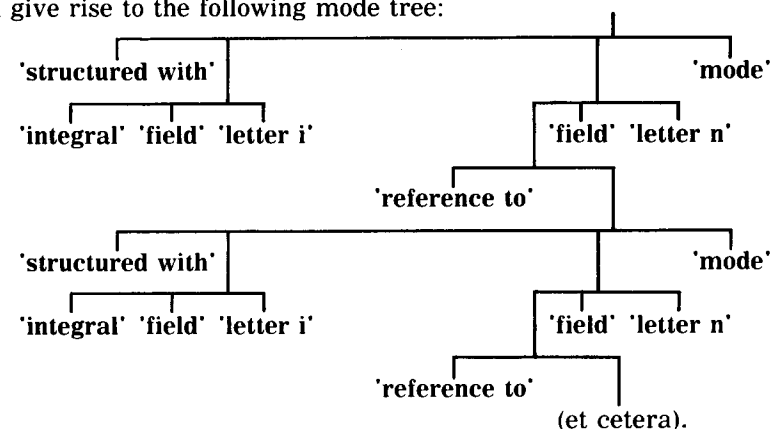 give rise to the following mode tree:
'structured with' 'mode'
'integral' 'field' 'letter i' 'field' 'letter n'
'reference to'
'structured with' 'mode'
'integral' 'field' 'letter i' 'field' 'letter n'
'reference to'
(et cetera).